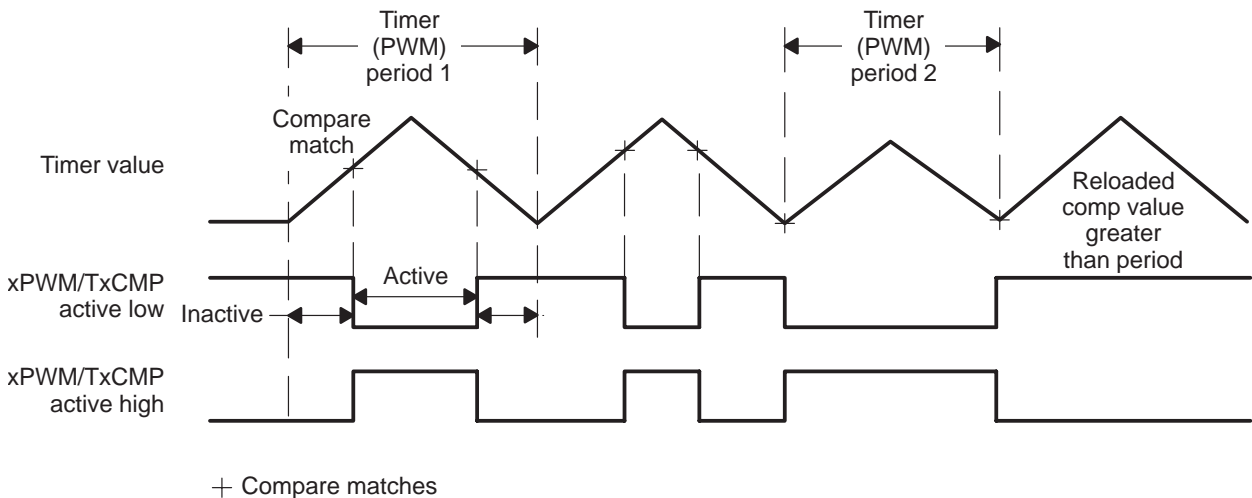 Timer
(PWM)
period 1
Timer
(PWM)
period 2
Compare
match
Timer value
Reloaded
comp value
greater
than period
xPWM/TxCMP
active low
Active
Inactive
xPWM/TxCMP
active high
+ Compare matches